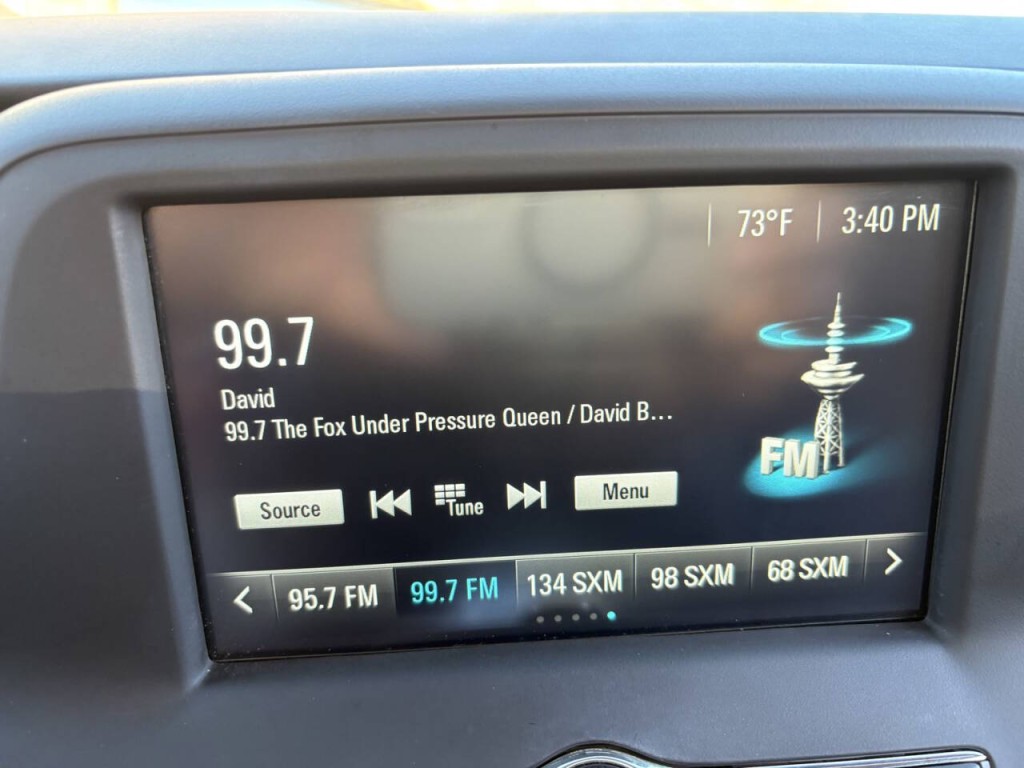 73°F 3:40 PM
99.7
David
99.7 The Fox Under Pressure Queen / David B...
FM
Source Tune Menu
95.7 FM 99.7 FM 134 SXM 98 SXM 68 SXM